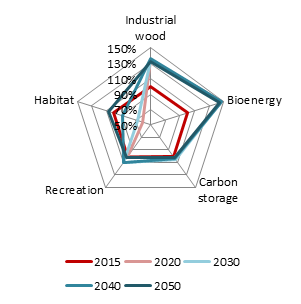 Industrial
wood
150%
130%
110%
90%
70%
50%
Habitat
Bioenergy
Recreation
Carbon
storage
2015
2020
2030
2040
2050